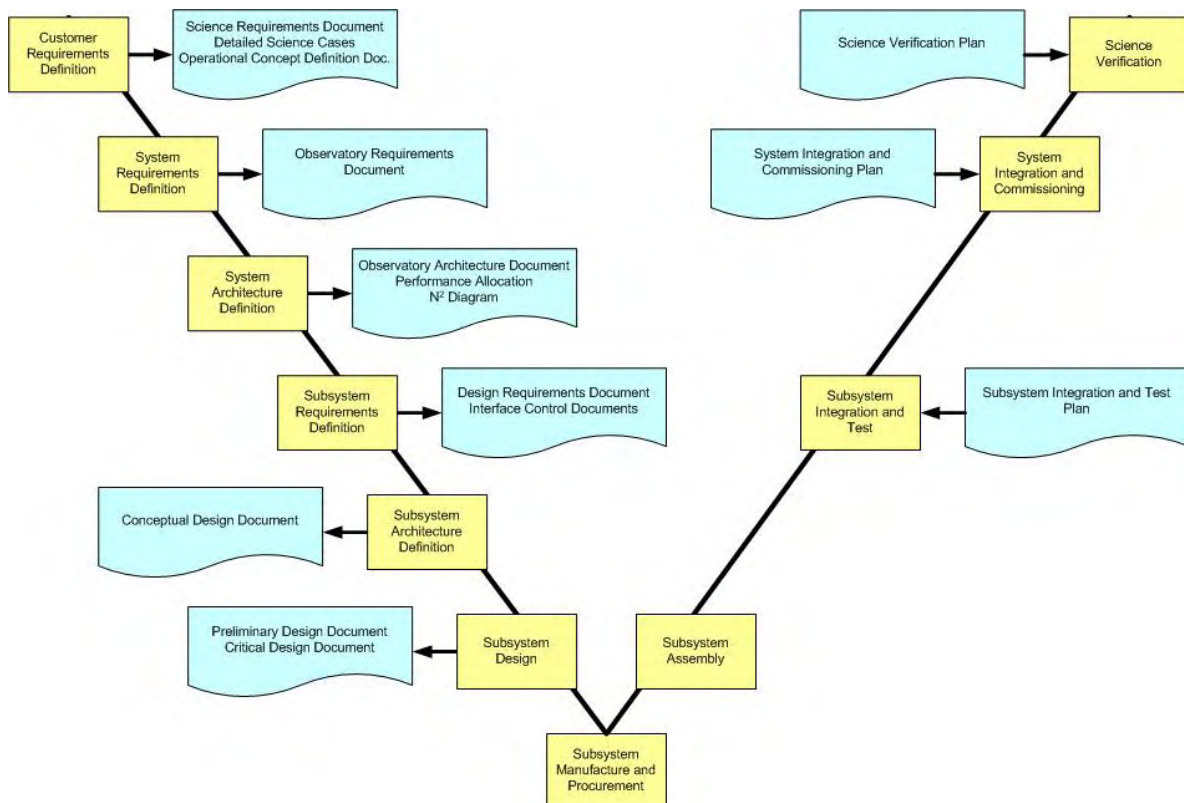 Customer
Requirements
Definition
Science Requirements Document
Detailed Science Cases
Operational Concept Definition Doc.
Science Verification Plan
Science
Verification
System
Requirements
Definition
Observatory Requirements
Document
System Integration and
Commissioning Plan
System
Integration and
Commissioning
System
Architecture
Definition
Observatory Architecture Document
Performance Allocation
N² Diagram
Subsystem
Requirements
Definition
Design Requirements Document
Interface Control Documents
Subsystem
Integration and
Test
Subsystem Integration and Test
Plan
Conceptual Design Document
Subsystem
Architecture
Definition
Preliminary Design Document
Critical Design Document
Subsystem
Design
Subsystem
Assembly
Subsystem
Manufacture and
Procurement